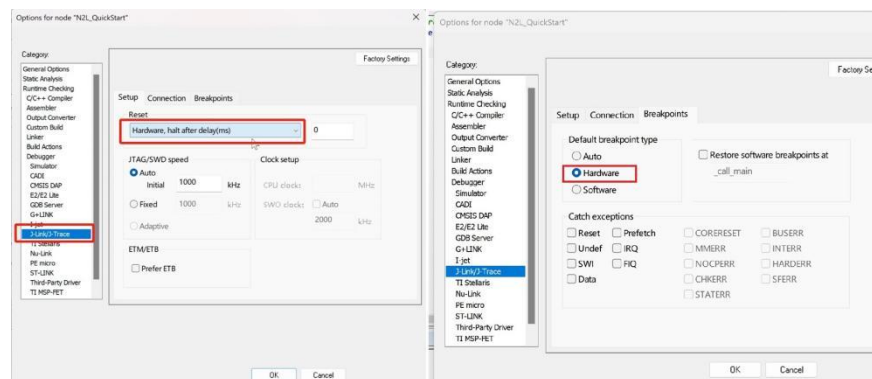 Options for node "N2L_QuickStart"
Category:
General Options
Static Analysis
Runtime Checking
C/C++ Compiler
Assembler
Output Converter
Custom Build
Linker
Build Actions
Debugger
Simulator
CADI
CMSIS DAP
E2/E2 Lite
GDB Server
G+LINK
I-jet
J-Link/J-Trace
TI Stellaris
Nu-Link
PE micro
ST-LINK
Third-Party Driver
TI MSP-FET
Factory Settings
Setup Connection Breakpoints
Reset
Hardware, halt after delay(ms) 0
JTAG/SWD speed
Auto
Initial 1000 kHz
Fixed 1000 kHz
Adaptive
Clock setup
CPU clocks: MHz
SWO clocks: Auto
2000 kHz
ETM/ETB
Prefer ETB
OK Cancel
Options for node "N2L_QuickStart"
Category:
General Options
Static Analysis
Runtime Checking
C/C++ Compiler
Assembler
Output Converter
Custom Build
Linker
Build Actions
Debugger
Simulator
CADI
CMSIS DAP
E2/E2 Lite
GDB Server
G+LINK
I-jet
J-Link/J-Trace
TI Stellaris
Nu-Link
PE micro
ST-LINK
Third-Party Driver
TI MSP-FET
Factory Se
Setup Connection Breakpoints
Default breakpoint type
Auto
Hardware
Software
Restore software breakpoints at
_call_main
Catch exceptions
Reset Prefetch CORERESET BUSERR
Undef IRQ MMERR INTERR
SWI FIQ NOCPERR HARDERR
Data CHKERR SFERR
STATERR
OK Cancel